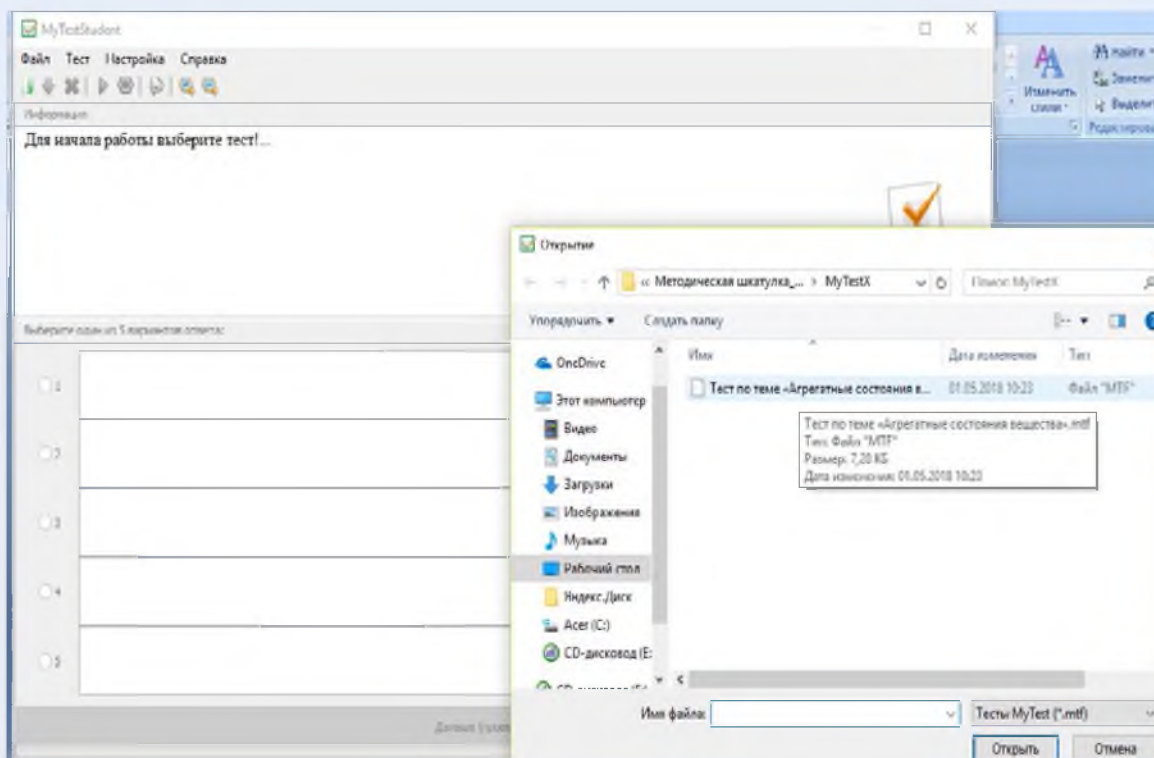 MyTestStudent
Файл Тест Настройка Справка
Информация
Для начала работы выберите тест!...
Выберите один из 5 вариантов ответа:
1
2
3
4
5
Дальше
Изменить стили
Найти
Заменить
Выделить
Открытие
« Методическая шкатулка_... > MyTestX
Поиск: MyTestX
Упорядочить
Создать папку
Имя Дата изменения Тип
Тест по теме «Агрегатные состояния в... 01.05.2018 10:23 Файл "MTF"
Тест по теме «Агрегатные состояния вещества».mtf
Тип: Файл "MTF"
Размер: 7,20 КБ
Дата изменения: 01.05.2018 10:23
OneDrive
Этот компьютер
Видео
Документы
Загрузки
Изображения
Музыка
Рабочий стол
Яндекс.Диск
Acer (C:)
CD-дисковод (E:
Имя файла:
Тесты MyTest (*.mtf)
Открыть Отмена